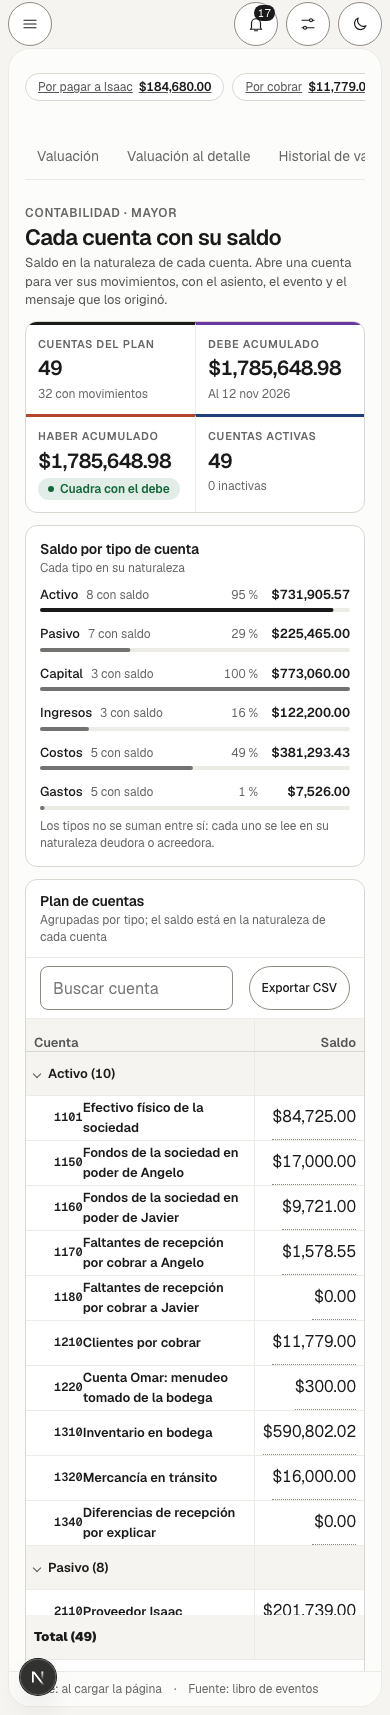 17
Por pagar a Isaac $184,680.00 Por cobrar $11,779.0
Valuación Valuación al detalle Historial de va
CONTABILIDAD · MAYOR
Cada cuenta con su saldo
Saldo en la naturaleza de cada cuenta. Abre una cuenta
para ver sus movimientos, con el asiento, el evento y el
mensaje que los originó.
CUENTAS DEL PLAN
49
32 con movimientos
DEBE ACUMULADO
$1,785,648.98
Al 12 nov 2026
HABER ACUMULADO
$1,785,648.98
Cuadra con el debe
CUENTAS ACTIVAS
49
0 inactivas
Saldo por tipo de cuenta
Cada tipo en su naturaleza
Activo 8 con saldo 95 % $731,905.57
Pasivo 7 con saldo 29 % $225,465.00
Capital 3 con saldo 100 % $773,060.00
Ingresos 3 con saldo 16 % $122,200.00
Costos 5 con saldo 49 % $381,293.43
Gastos 5 con saldo 1 % $7,526.00
Los tipos no se suman entre sí: cada uno se lee en su
naturaleza deudora o acreedora.
Plan de cuentas
Agrupadas por tipo; el saldo está en la naturaleza de
cada cuenta
Buscar cuenta Exportar CSV
Cuenta Saldo
Activo (10)
1101 Efectivo físico de la
sociedad $84,725.00
1150 Fondos de la sociedad en
poder de Angelo $17,000.00
1160 Fondos de la sociedad en
poder de Javier $9,721.00
1170 Faltantes de recepción
por cobrar a Angelo $1,578.55
1180 Faltantes de recepción
por cobrar a Javier $0.00
1210 Clientes por cobrar $11,779.00
1220 Cuenta Omar: menudeo
tomado de la bodega $300.00
1310 Inventario en bodega $590,802.02
1320 Mercancía en tránsito $16,000.00
1340 Diferencias de recepción
por explicar $0.00
Pasivo (8)
2110 Proveedor Isaac $201,739.00
Total (49)
N
: al cargar la página · Fuente: libro de eventos